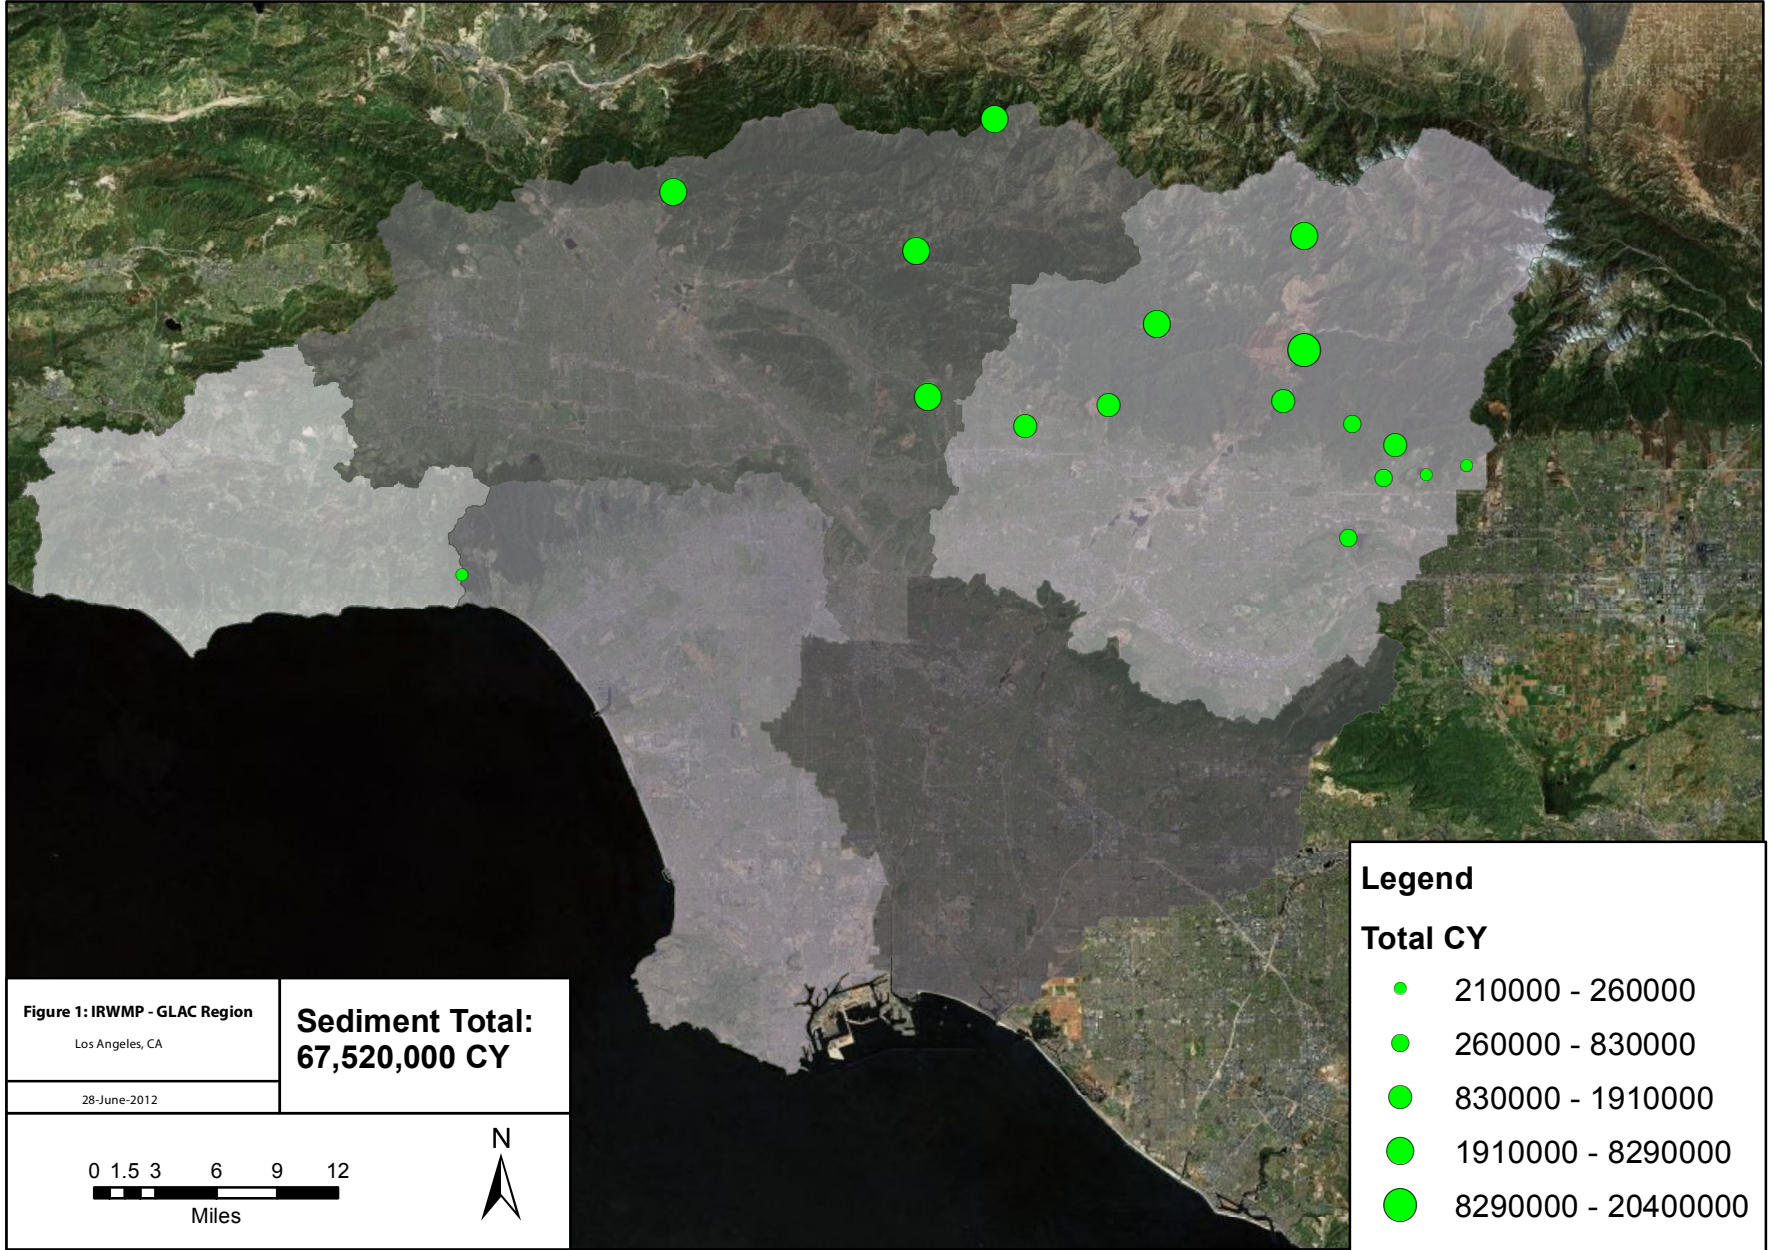 Figure 1: IRWMP - GLAC Region
Los Angeles, CA
28-June-2012
Sediment Total:
67,520,000 CY
N
0 1.5 3 6 9 12
Miles
Legend
Total CY
210000 - 260000
260000 - 830000
830000 - 1910000
1910000 - 8290000
8290000 - 20400000